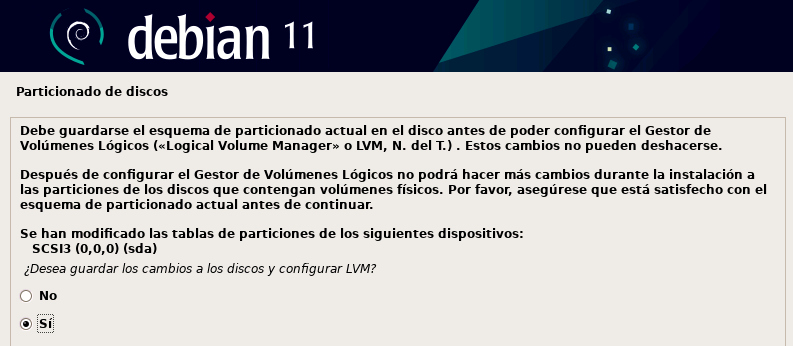 debian 11
Particionado de discos
Debe guardarse el esquema de particionado actual en el disco antes de poder configurar el Gestor de
Volúmenes Lógicos («Logical Volume Manager» o LVM, N. del T.) . Estos cambios no pueden deshacerse.
Después de configurar el Gestor de Volúmenes Lógicos no podrá hacer más cambios durante la instalación a
las particiones de los discos que contengan volúmenes físicos. Por favor, asegúrese que está satisfecho con el
esquema de particionado actual antes de continuar.
Se han modificado las tablas de particiones de los siguientes dispositivos:
SCSI3 (0,0,0) (sda)
¿Desea guardar los cambios a los discos y configurar LVM?
No
Sí